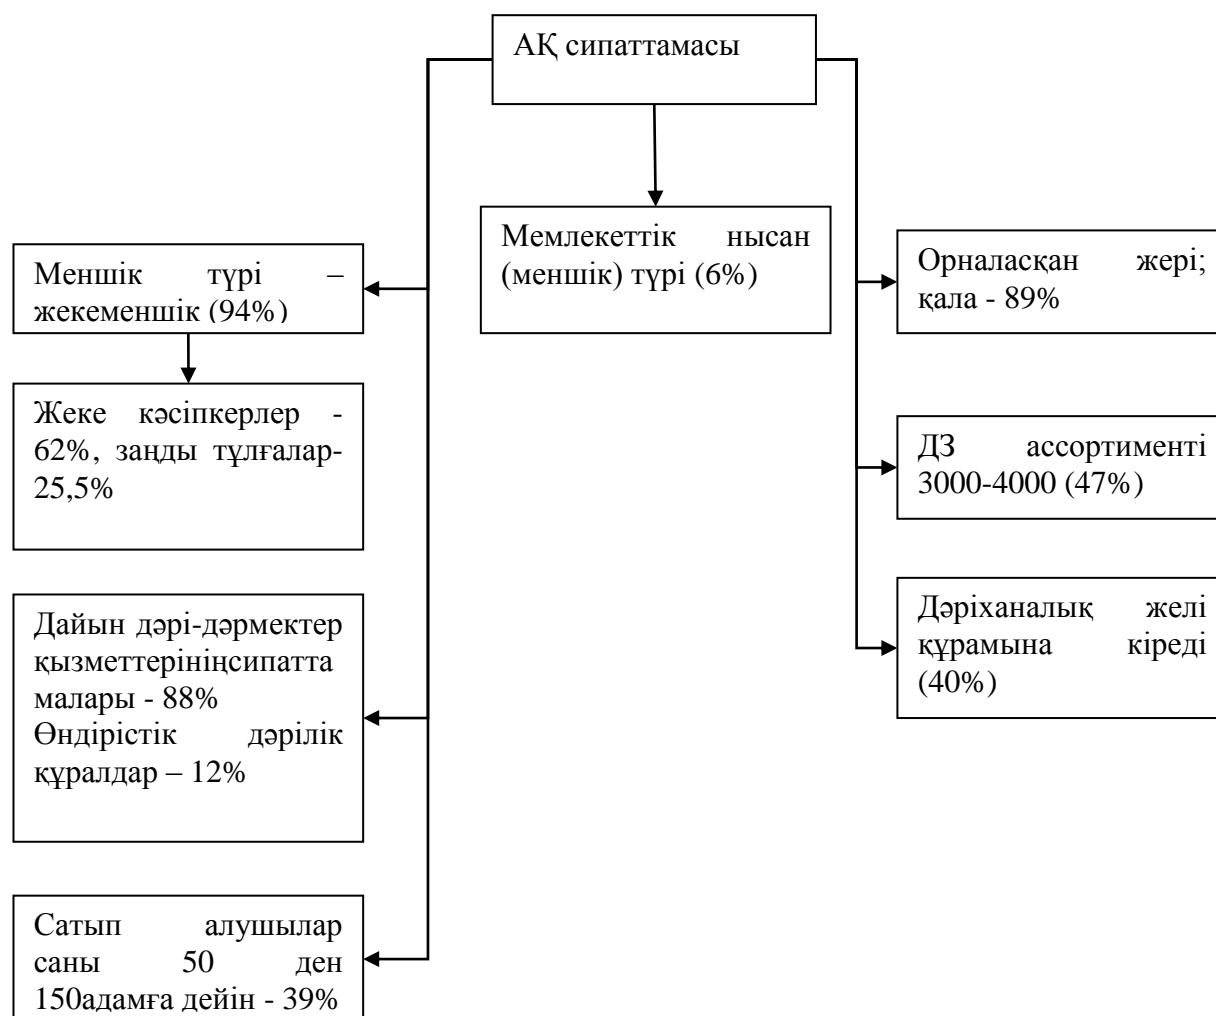 АҚ сипаттамасы
Мемлекеттік нысан
(меншік) түрі (6%)
Меншік түрі –
жекеменшік (94%)
Жеке кәсіпкерлер -
62%, заңды тұлғалар-
25,5%
Дайын дәрі-дәрмектер
қызметтерініңсипатта
малары - 88%
Өндірістік дәрілік
құралдар – 12%
Сатып алушылар
саны 50 ден
150адамға дейін - 39%
Орналасқан жері;
қала - 89%
ДЗ ассортименті
3000-4000 (47%)
Дәріханалық желі
құрамына кіреді
(40%)